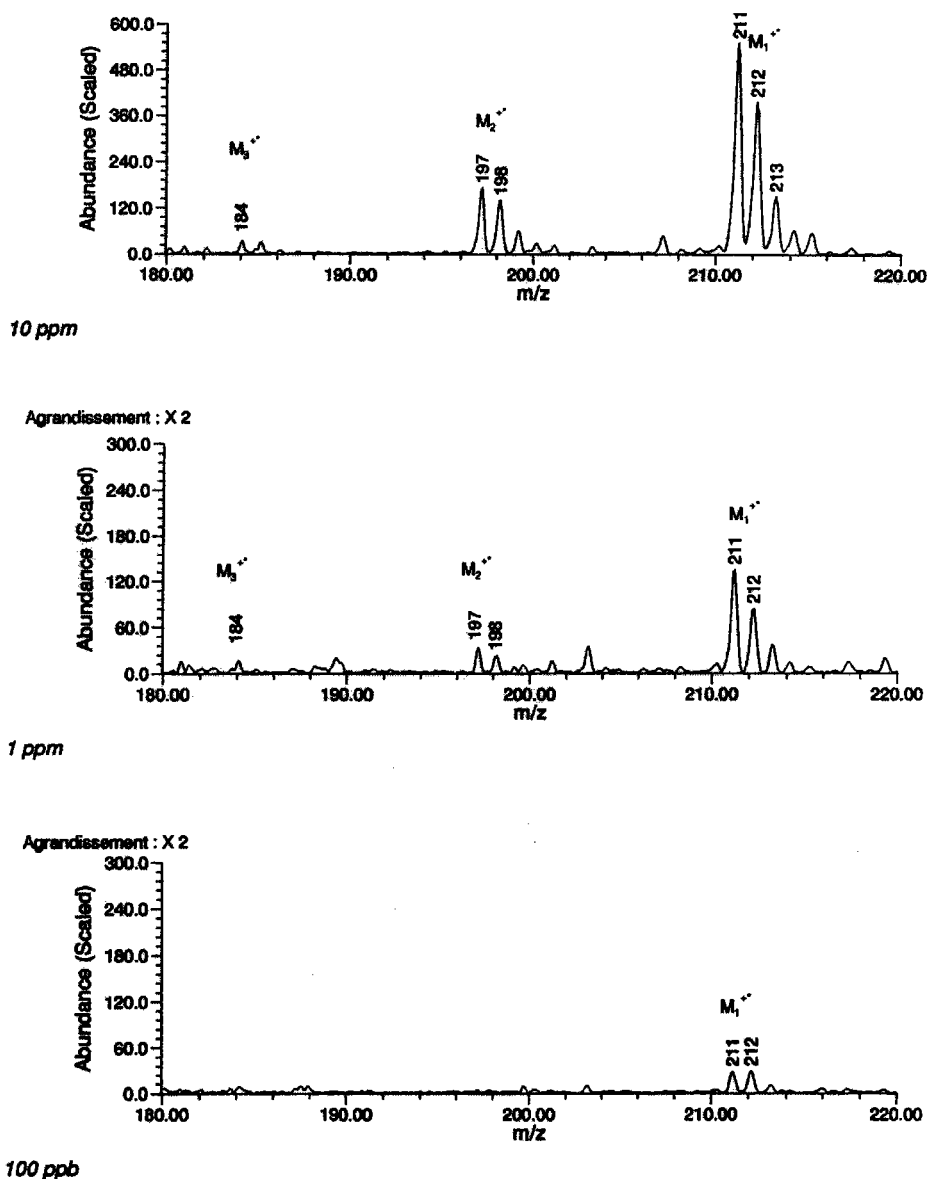 600.0
480.0
360.0
240.0
120.0
0.0
Abundance (Scaled)
M₃⁺·
184
M₂⁺·
197
198
211
M₁⁺·
212
213
180.00
190.00
200.00
210.00
220.00
m/z
10 ppm
Agrandissement : X 2
300.0
240.0
180.0
120.0
60.0
0.0
Abundance (Scaled)
M₃⁺·
184
M₂⁺·
197
198
M₁⁺·
211
212
180.00
190.00
200.00
210.00
220.00
m/z
1 ppm
Agrandissement : X 2
300.0
240.0
180.0
120.0
60.0
0.0
Abundance (Scaled)
M₁⁺·
211
212
180.00
190.00
200.00
210.00
220.00
m/z
100 ppb